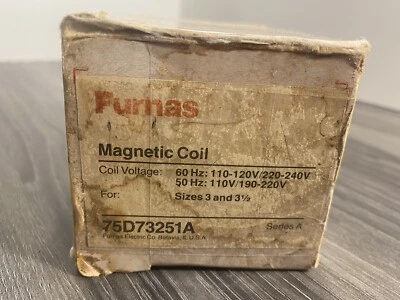 Furnas
Magnetic Coil
Coil Voltage: 60 Hz: 110-120V/220-240V
50 Hz: 110V/190-220V
For: Sizes 3 and 3½
75D73251A Series A
Furnas Electric Co. Batavia, IL U.S.A.